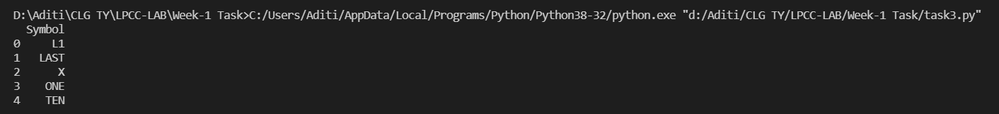 D:\Aditi\CLG TY\LPCC-LAB\Week-1 Task>C:/Users/Aditi/AppData/Local/Programs/Python/Python38-32/python.exe "d:/Aditi/CLG TY/LPCC-LAB/Week-1 Task/task3.py"
  Symbol
0     L1
1   LAST
2      X
3    ONE
4    TEN